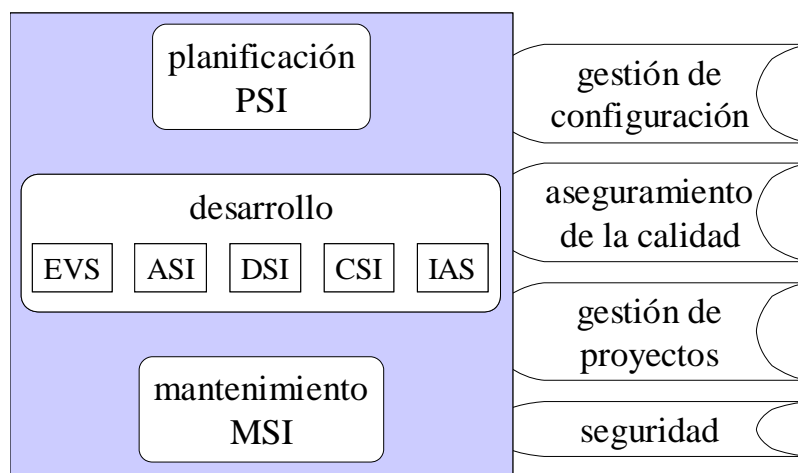 planificación
PSI
desarrollo
EVS
ASI
DSI
CSI
IAS
mantenimiento
MSI
gestión de
configuración
aseguramiento
de la calidad
gestión de
proyectos
seguridad